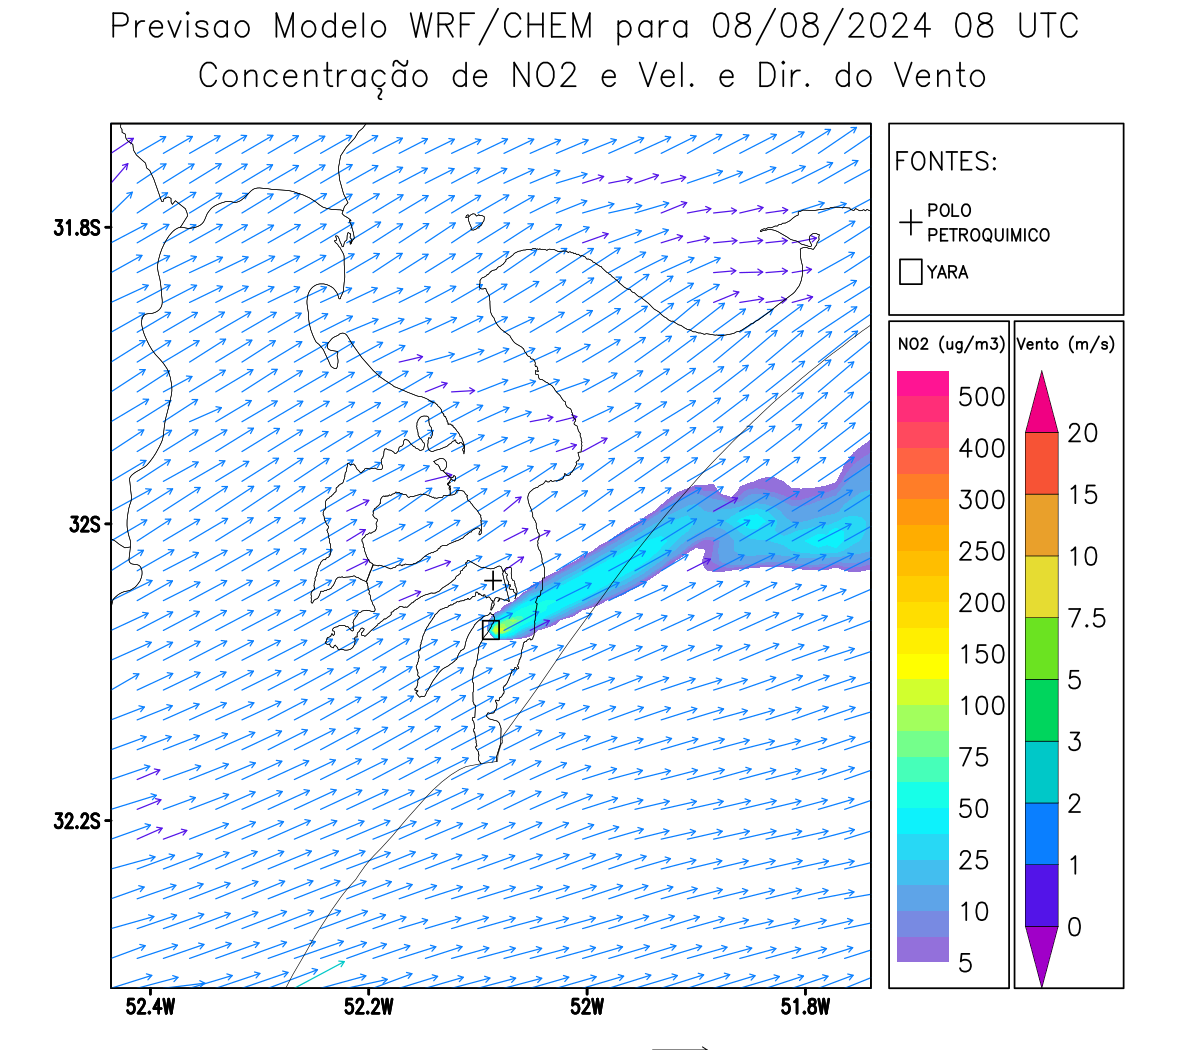 Previsao Modelo WRF/CHEM para 08/08/2024 08 UTC
Concentração de NO2 e Vel. e Dir. do Vento
FONTES:
POLO
PETROQUIMICO
YARA
31.8S
32S
32.2S
52.4W
52.2W
52W
51.8W
NO2 (ug/m3)
500
400
300
250
200
150
100
75
50
25
10
5
Vento (m/s)
20
15
10
7.5
5
3
2
1
0